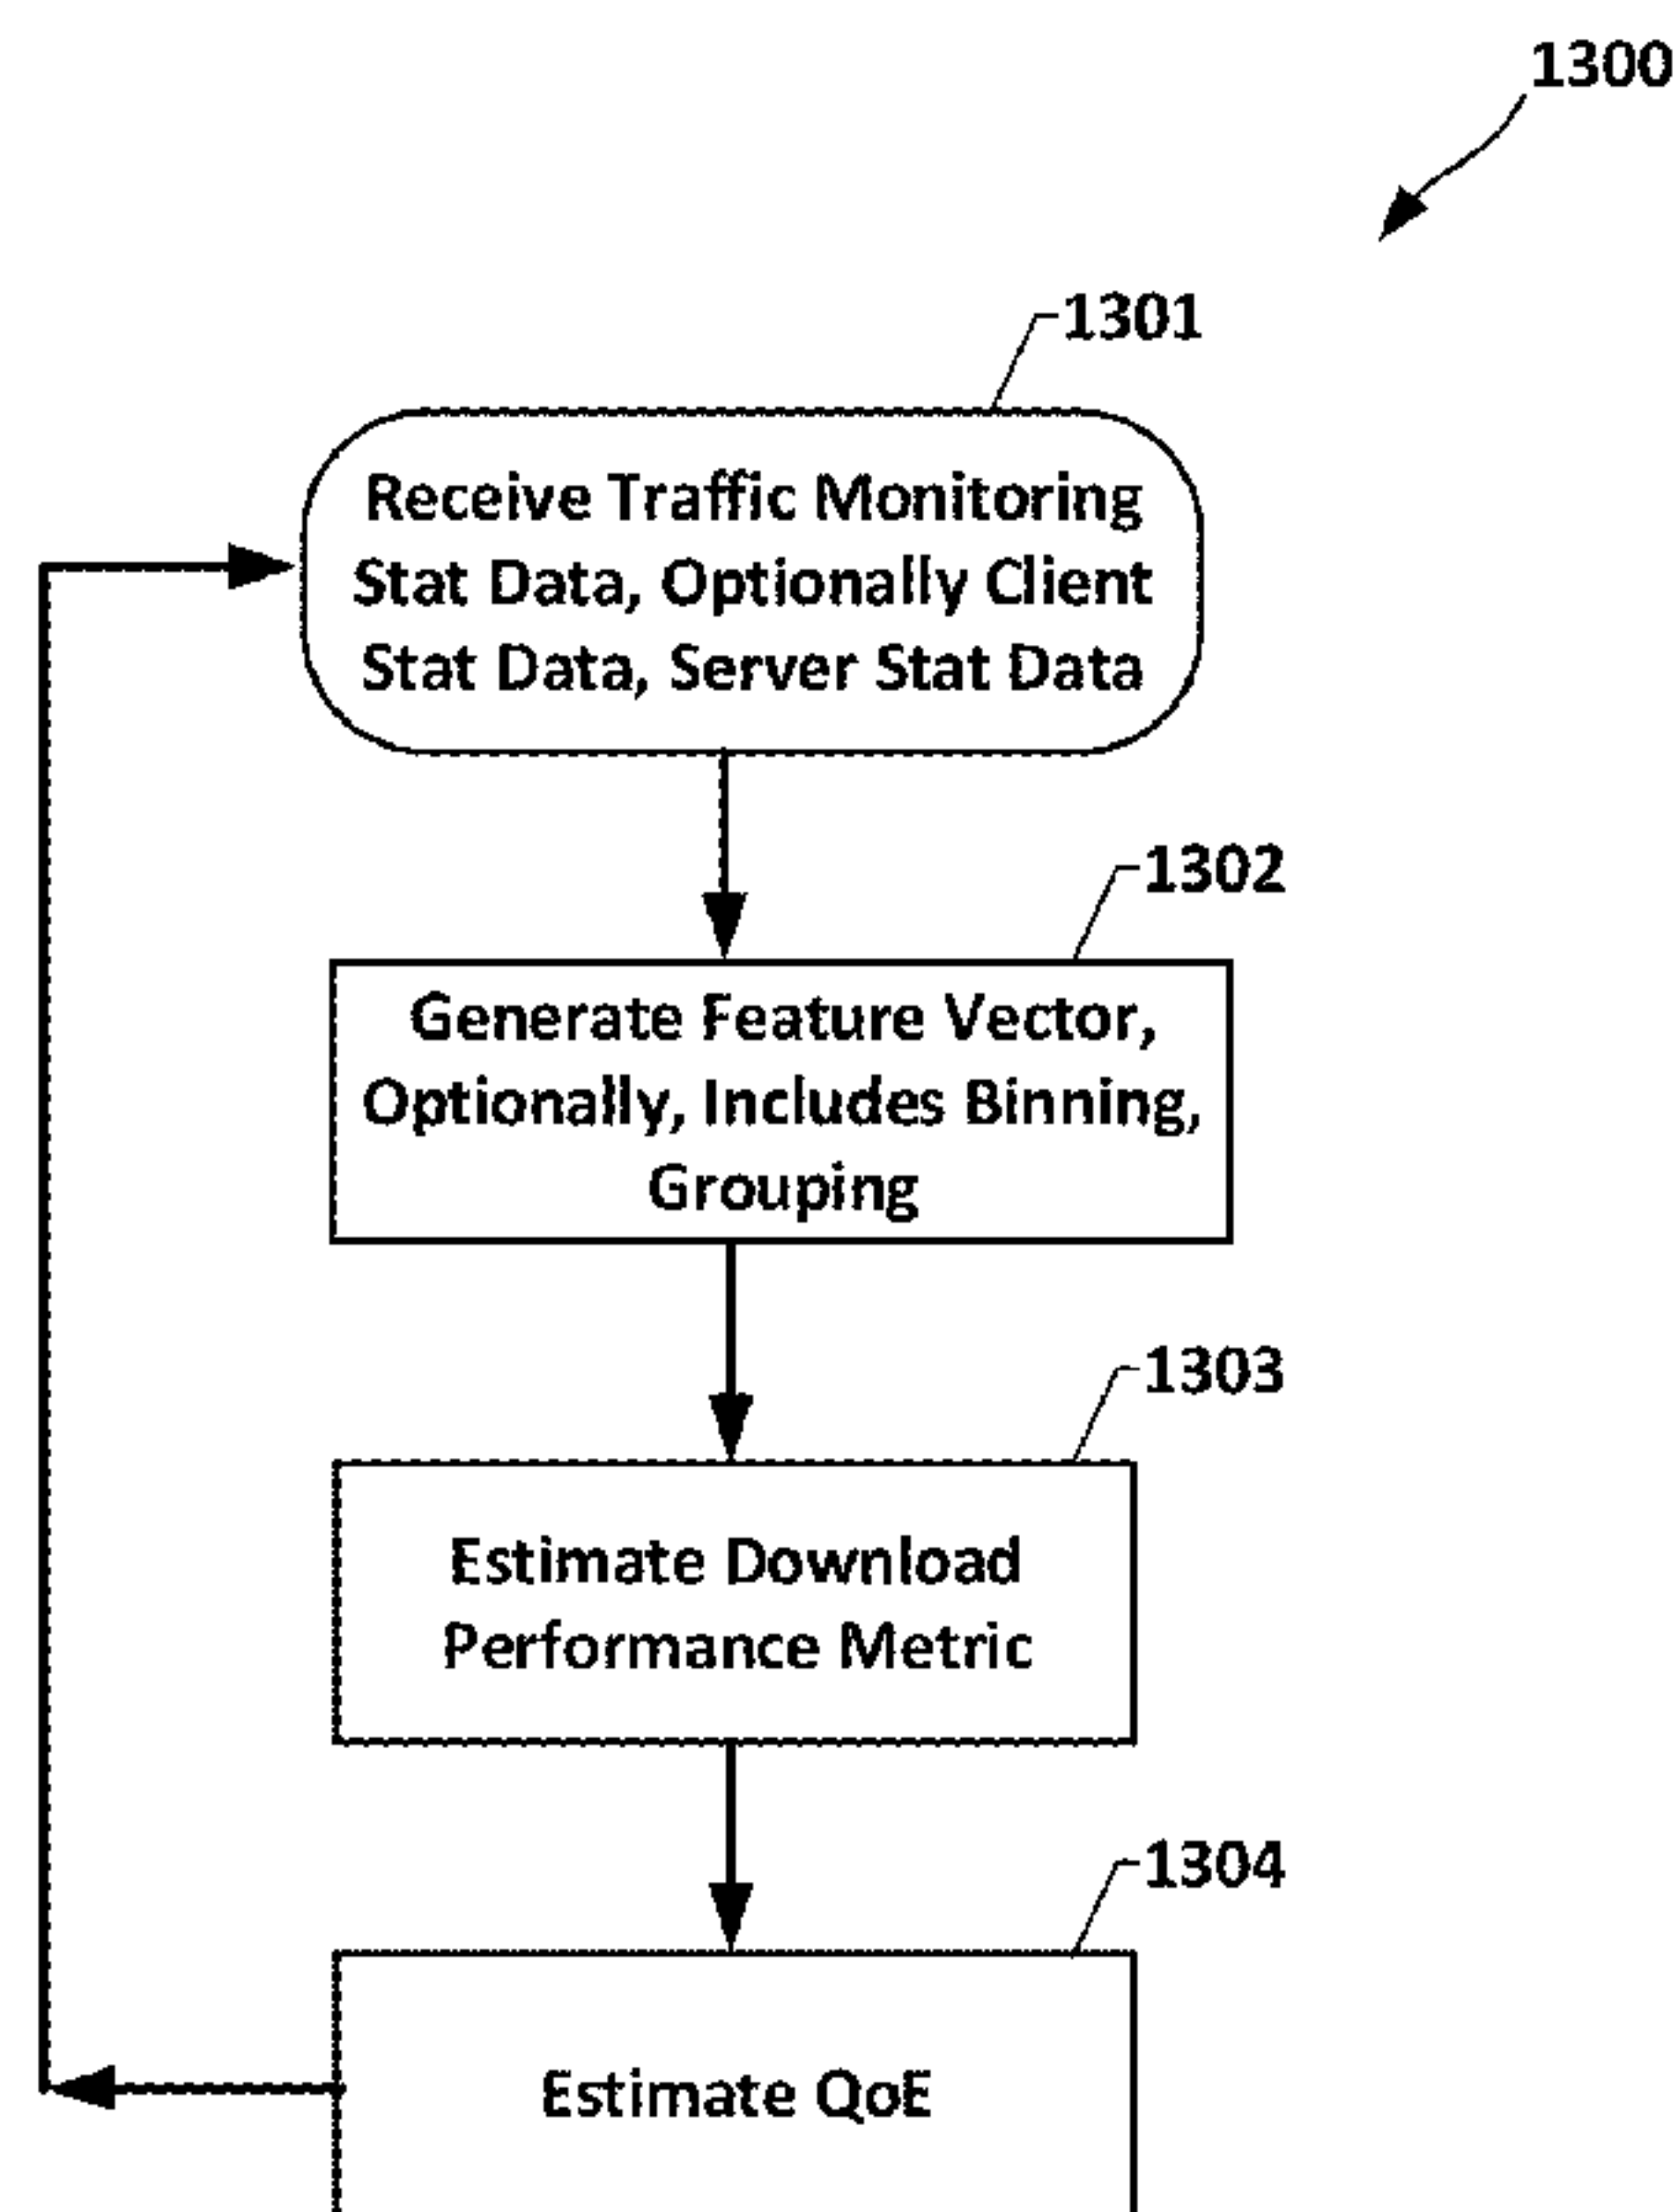 1300
1301
Receive Traffic Monitoring
Stat Data, Optionally Client
Stat Data, Server Stat Data
1302
Generate Feature Vector,
Optionally, Includes Binning,
Grouping
1303
Estimate Download
Performance Metric
1304
Estimate QoE